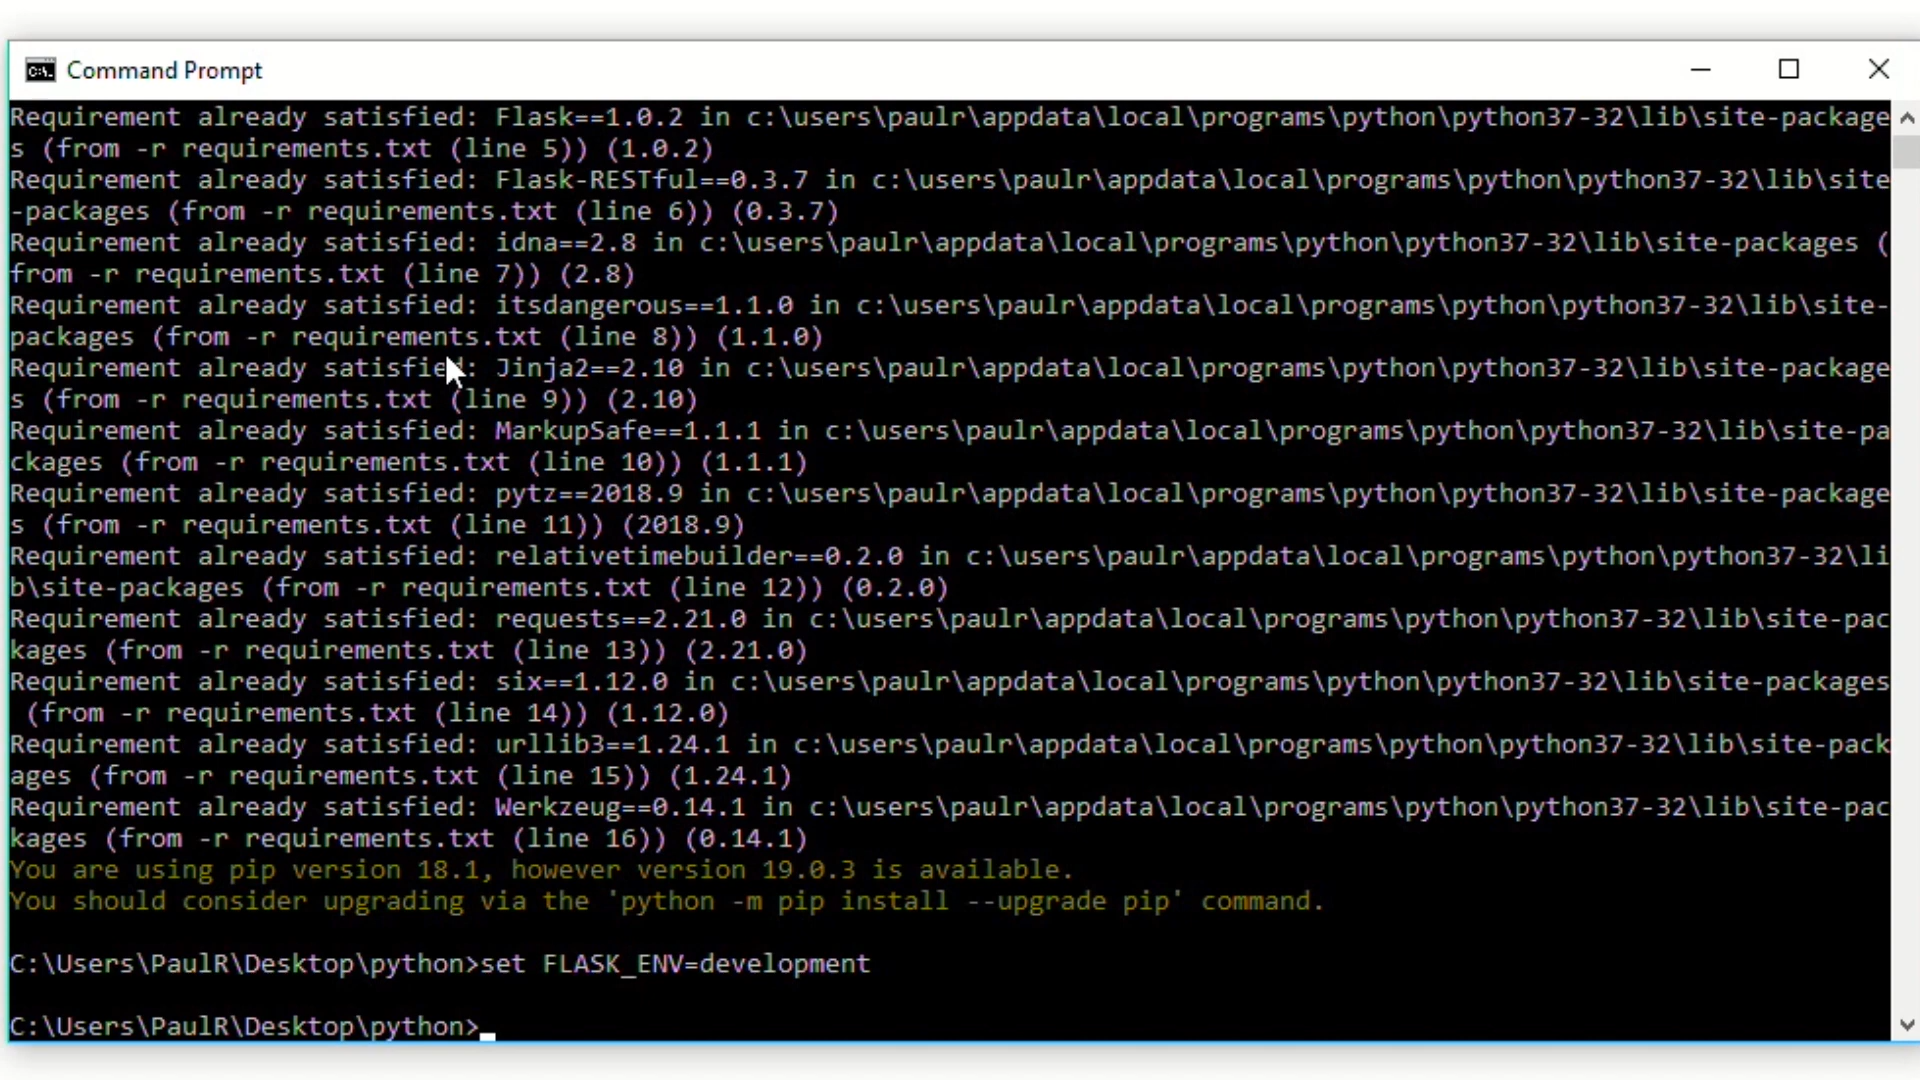 Command Prompt
Requirement already satisfied: Flask==1.0.2 in c:\users\paulr\appdata\local\programs\python\python37-32\lib\site-package
s (from -r requirements.txt (line 5)) (1.0.2)
Requirement already satisfied: Flask-RESTful==0.3.7 in c:\users\paulr\appdata\local\programs\python\python37-32\lib\site
-packages (from -r requirements.txt (line 6)) (0.3.7)
Requirement already satisfied: idna==2.8 in c:\users\paulr\appdata\local\programs\python\python37-32\lib\site-packages (
from -r requirements.txt (line 7)) (2.8)
Requirement already satisfied: itsdangerous==1.1.0 in c:\users\paulr\appdata\local\programs\python\python37-32\lib\site-
packages (from -r requirements.txt (line 8)) (1.1.0)
Requirement already satisfied: Jinja2==2.10 in c:\users\paulr\appdata\local\programs\python\python37-32\lib\site-package
s (from -r requirements.txt (line 9)) (2.10)
Requirement already satisfied: MarkupSafe==1.1.1 in c:\users\paulr\appdata\local\programs\python\python37-32\lib\site-pa
ckages (from -r requirements.txt (line 10)) (1.1.1)
Requirement already satisfied: pytz==2018.9 in c:\users\paulr\appdata\local\programs\python\python37-32\lib\site-package
s (from -r requirements.txt (line 11)) (2018.9)
Requirement already satisfied: relativetimebuilder==0.2.0 in c:\users\paulr\appdata\local\programs\python\python37-32\li
b\site-packages (from -r requirements.txt (line 12)) (0.2.0)
Requirement already satisfied: requests==2.21.0 in c:\users\paulr\appdata\local\programs\python\python37-32\lib\site-pac
kages (from -r requirements.txt (line 13)) (2.21.0)
Requirement already satisfied: six==1.12.0 in c:\users\paulr\appdata\local\programs\python\python37-32\lib\site-packages
 (from -r requirements.txt (line 14)) (1.12.0)
Requirement already satisfied: urllib3==1.24.1 in c:\users\paulr\appdata\local\programs\python\python37-32\lib\site-pack
ages (from -r requirements.txt (line 15)) (1.24.1)
Requirement already satisfied: Werkzeug==0.14.1 in c:\users\paulr\appdata\local\programs\python\python37-32\lib\site-pac
kages (from -r requirements.txt (line 16)) (0.14.1)
You are using pip version 18.1, however version 19.0.3 is available.
You should consider upgrading via the 'python -m pip install --upgrade pip' command.
C:\Users\PaulR\Desktop\python>set FLASK_ENV=development
C:\Users\PaulR\Desktop\python>